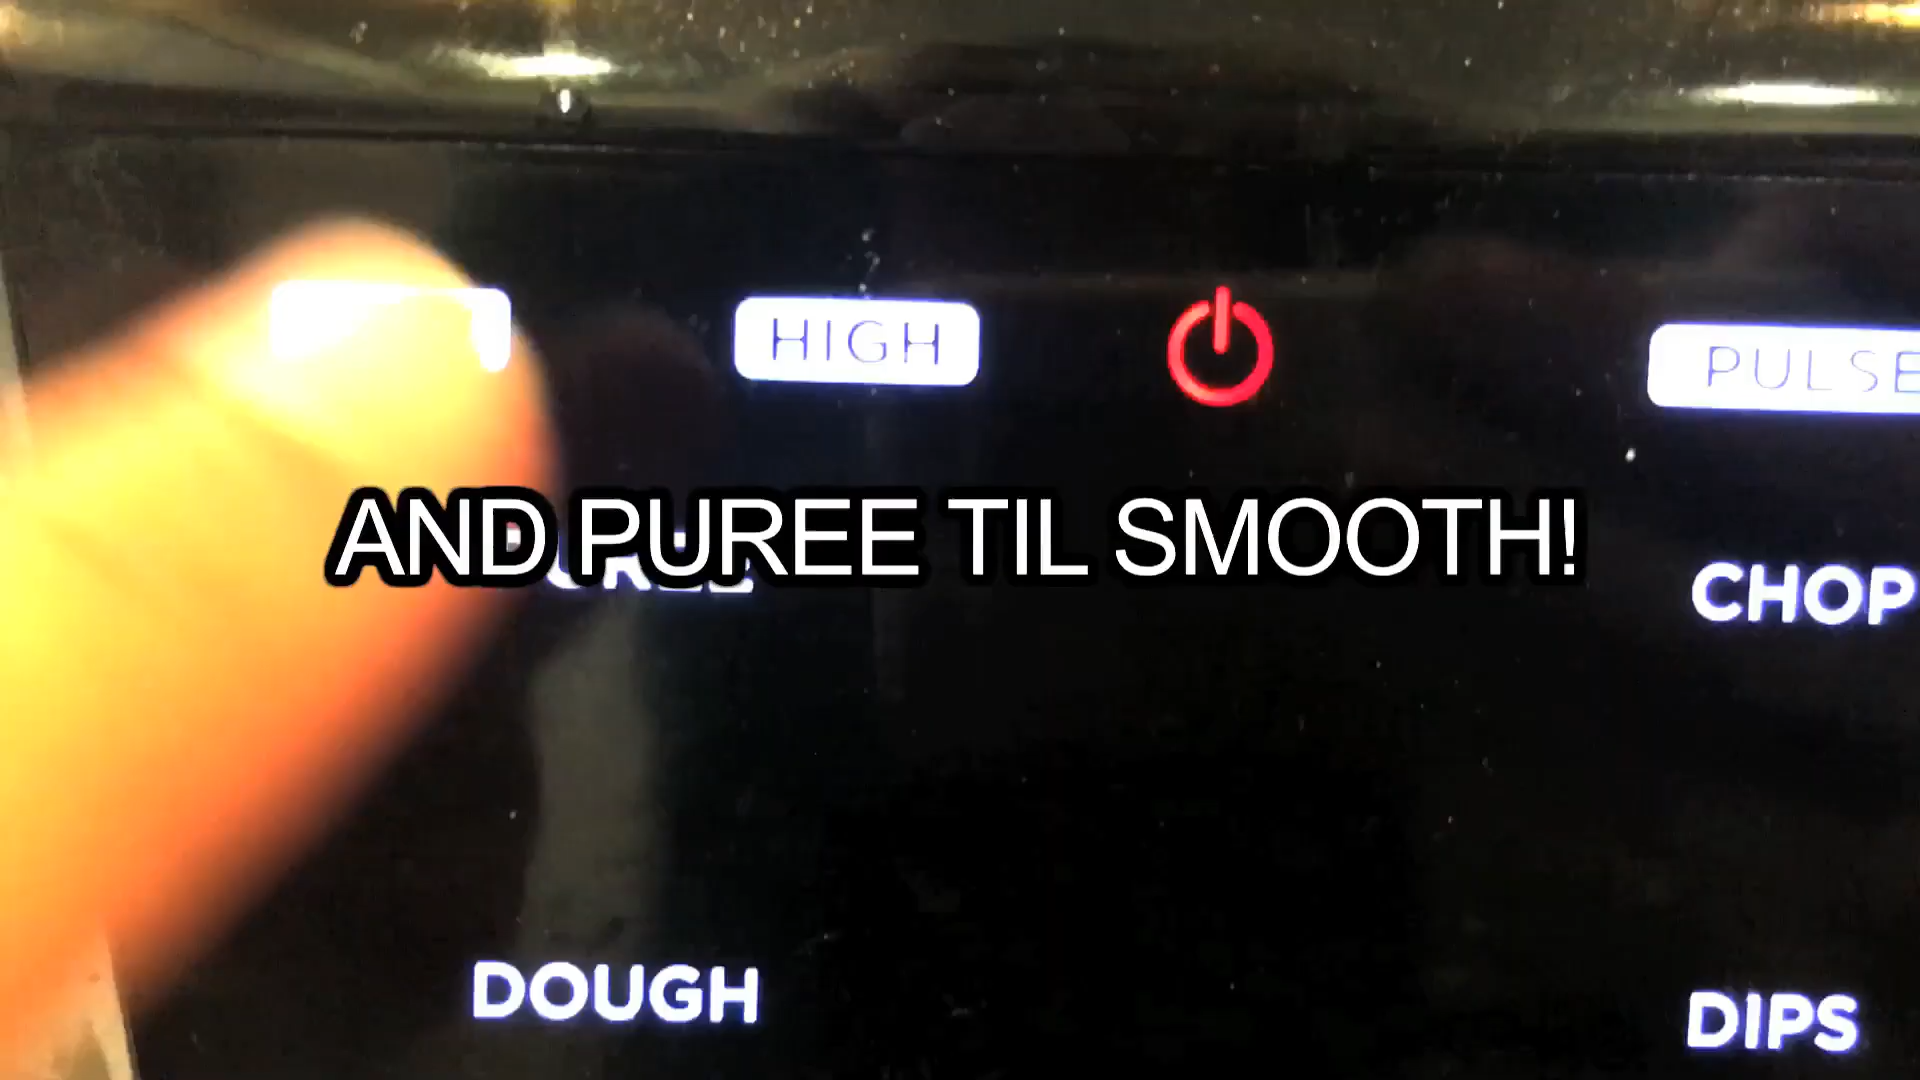 HIGH
PULSE
AND PUREE TIL SMOOTH!
CHOP
DOUGH
DIPS